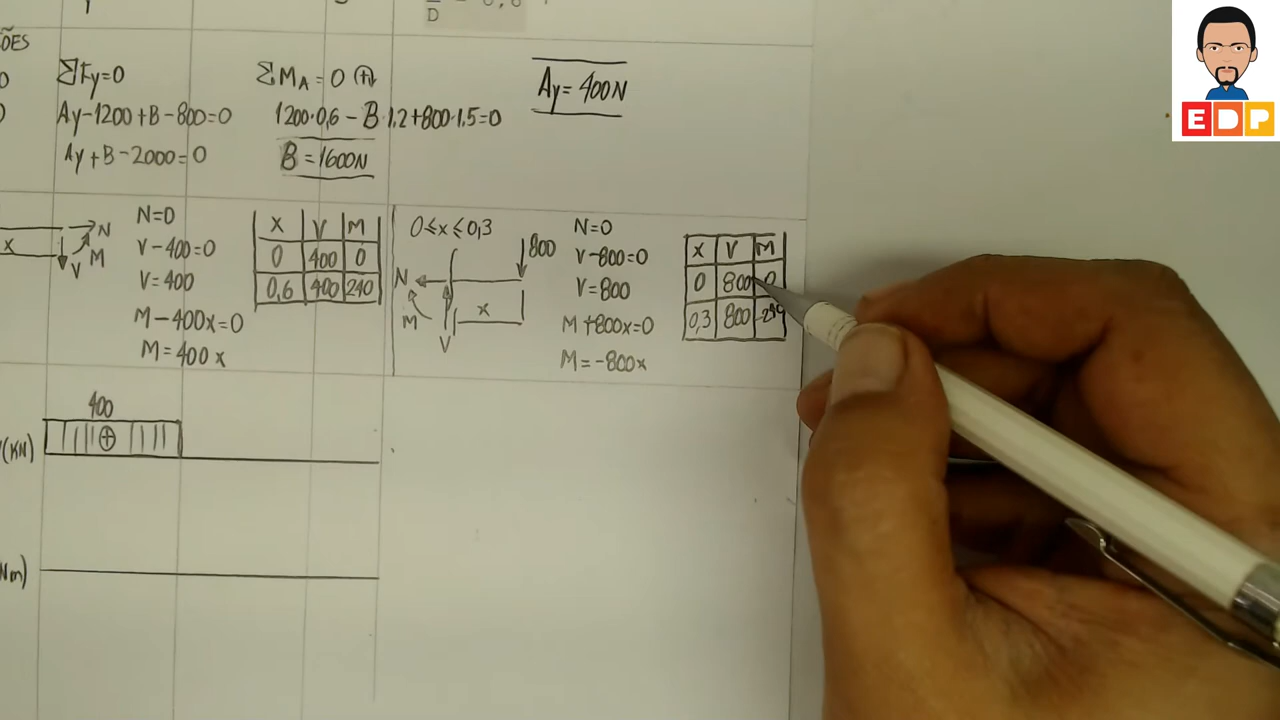 D
ÕES
ΣFy=0
Ay-1200+B-800=0
Ay+B-2000=0
ΣMA=0
1200·0,6-B·1.2+800·1.5=0
B=1600N
Ay=400N
EDP
x
N
M
V
N=0
V-400=0
V=400
M-400x=0
M=400x
X V M
0 400 0
0,6 400 240
0≤x≤0,3
800
N
x
M
V
N=0
V-800=0
V=800
M+800x=0
M=-800x
X V M
0 800 0
0,3 800
400
+
(KN)
Nm)